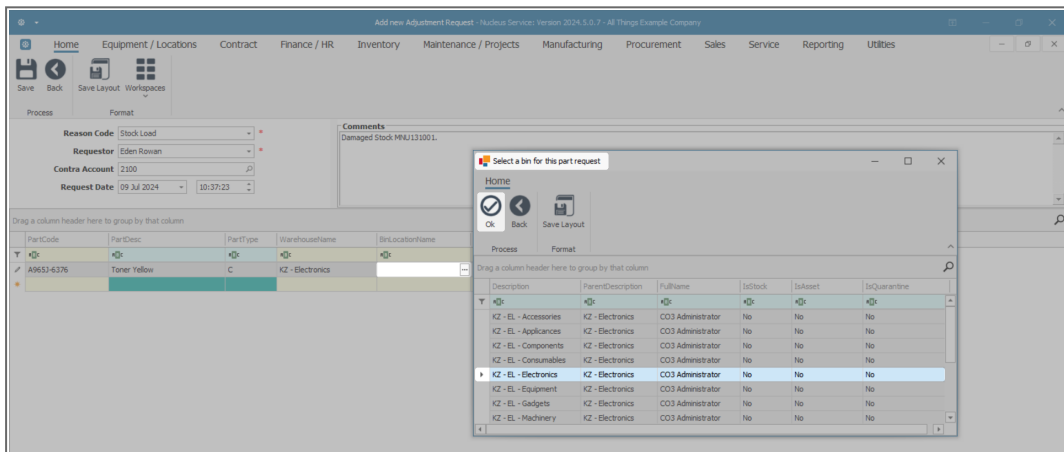 Add new Adjustment Request - Nucleus Service: Version 2024.5.0.7 - All Things Example Company
Home Equipment / Locations Contract Finance / HR Inventory Maintenance / Projects Manufacturing Procurement Sales Service Reporting Utilities
Save Back Save Layout Workspaces
Process Format
Reason Code Stock Load *
Requestor Eden Rowan *
Contra Account 2100
Request Date 09 Jul 2024 10:37:23
Comments
Damaged Stock MNU131001.
Drag a column header here to group by that column
PartCode PartDesc PartType WarehouseName BinLocationName
A965J-6376 Toner Yellow C KZ - Electronics
Select a bin for this part request
Home
Ok Back Save Layout
Process Format
Drag a column header here to group by that column
Description ParentDescription FullName IsStock IsAsset IsQuarantine
KZ - EL - Accessories KZ - Electronics CO3 Administrator No No No
KZ - EL - Applicances KZ - Electronics CO3 Administrator No No No
KZ - EL - Components KZ - Electronics CO3 Administrator No No No
KZ - EL - Consumables KZ - Electronics CO3 Administrator No No No
KZ - EL - Electronics KZ - Electronics CO3 Administrator No No No
KZ - EL - Equipment KZ - Electronics CO3 Administrator No No No
KZ - EL - Gadgets KZ - Electronics CO3 Administrator No No No
KZ - EL - Machinery KZ - Electronics CO3 Administrator No No No